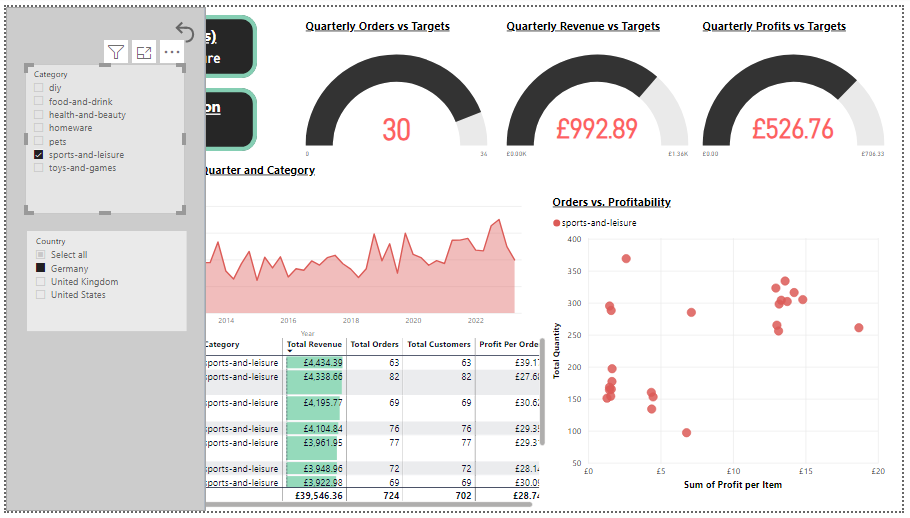 s)
re
on
Category
diy
food-and-drink
health-and-beauty
homeware
pets
sports-and-leisure
toys-and-games
Country
Select all
Germany
United Kingdom
United States
Quarterly Orders vs Targets
30
0
36
Quarterly Revenue vs Targets
£992.89
£0.00K
£1.36K
Quarterly Profits vs Targets
£526.76
£0.00
£706.33
Quarter and Category
2014
2016
2018
2020
2022
Year
Category Total Revenue Total Orders Total Customers Profit Per Orde
sports-and-leisure £4,434.39 63 63 £39.1
sports-and-leisure £4,338.66 82 82 £27.6
sports-and-leisure £4,195.77 69 69 £30.6
sports-and-leisure £4,104.84 76 76 £29.3
sports-and-leisure £3,961.95 77 77 £29.3
sports-and-leisure £3,948.96 72 72 £28.1
sports-and-leisure £3,922.98 69 69 £30.0
£39,546.36 724 702 £28.74
Orders vs. Profitability
sports-and-leisure
Total Quantity
400
350
300
250
200
150
100
50
£0
£5
£10
£15
£20
Sum of Profit per Item